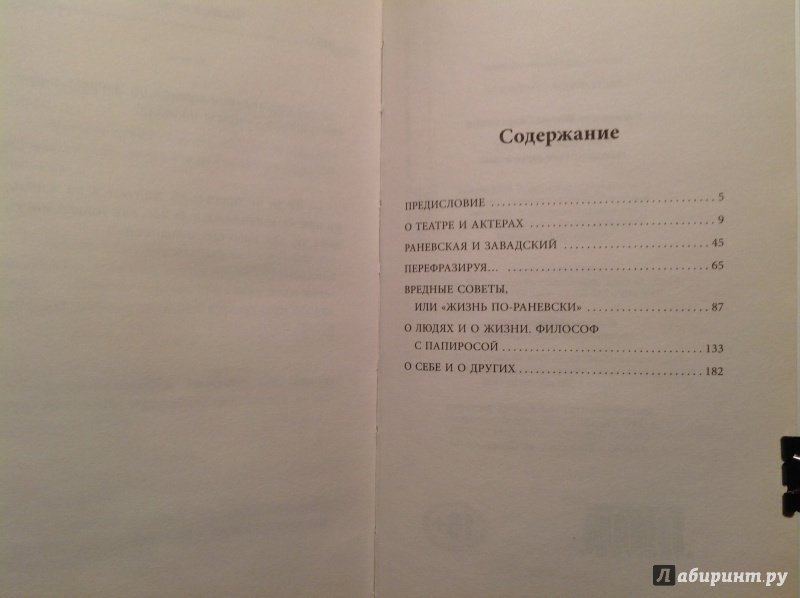 Содержание
ПРЕДИСЛОВИЕ ........................................ 5
О ТЕАТРЕ И АКТЕРАХ ................................ 9
РАНЕВСКАЯ И ЗАВАДСКИЙ ......................... 45
ПЕРЕФРАЗИРУЯ... .................................... 65
ВРЕДНЫЕ СОВЕТЫ,
ИЛИ «ЖИЗНЬ ПО-РАНЕВСКИ» ..................... 87
О ЛЮДЯХ И О ЖИЗНИ. ФИЛОСОФ
С ПАПИРОСОЙ .................................... 133
О СЕБЕ И О ДРУГИХ ................................. 182
Лабиринт.ру